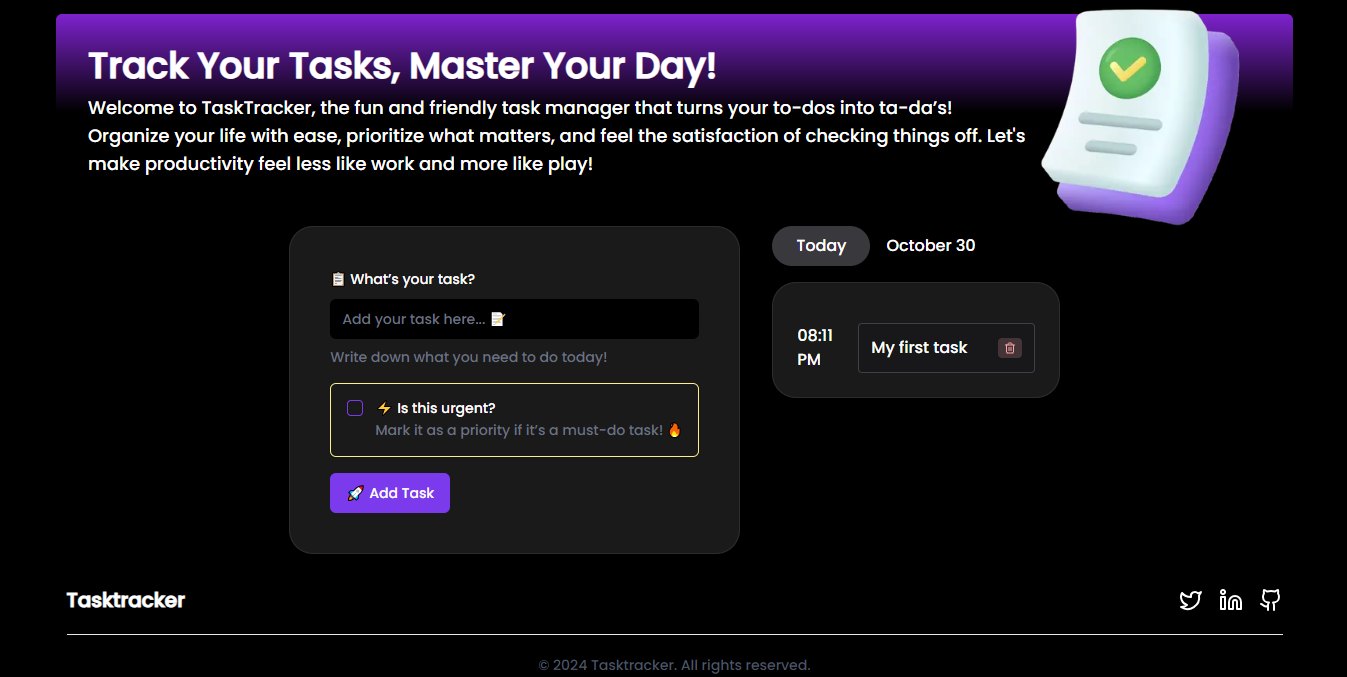 Track Your Tasks, Master Your Day!
Welcome to TaskTracker, the fun and friendly task manager that turns your to-dos into ta-da’s!
Organize your life with ease, prioritize what matters, and feel the satisfaction of checking things off. Let's
make productivity feel less like work and more like play!
📋 What’s your task?
Add your task here... 📝
Write down what you need to do today!
⚡ Is this urgent?
Mark it as a priority if it’s a must-do task! 🔥
🚀 Add Task
Today
October 30
08:11
PM
My first task
Tasktracker
© 2024 Tasktracker. All rights reserved.